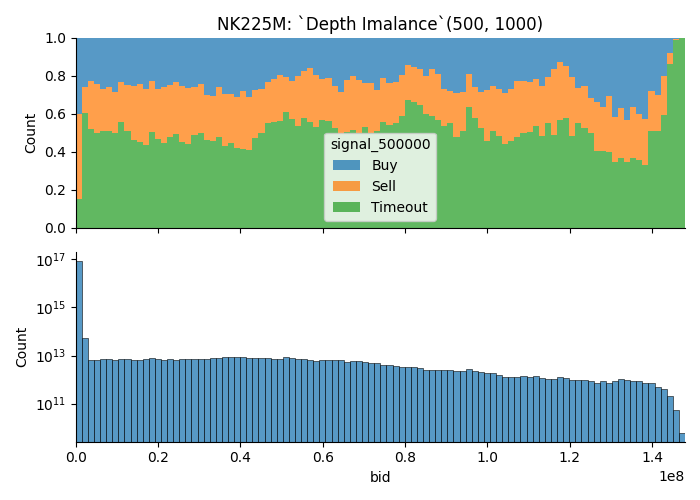 NK225M: `Depth Imalance`(500, 1000)
1.0
0.8
0.6
0.4
0.2
0.0
Count
signal_500000
Buy
Sell
Timeout
10^17
10^15
10^13
10^11
Count
0.0 0.2 0.4 0.6 0.8 1.0 1.2 1.4
1e8
bid